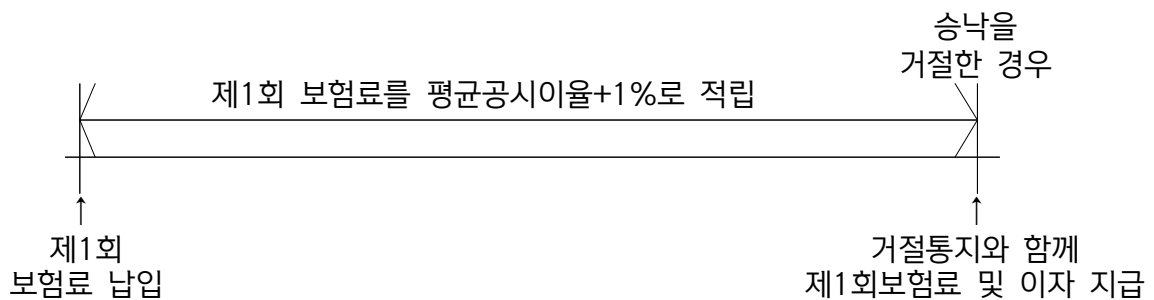 승낙을
거절한 경우
제1회 보험료를 평균공시이율+1%로 적립
제1회
보험료 납입
거절통지와 함께
제1회보험료 및 이자 지급